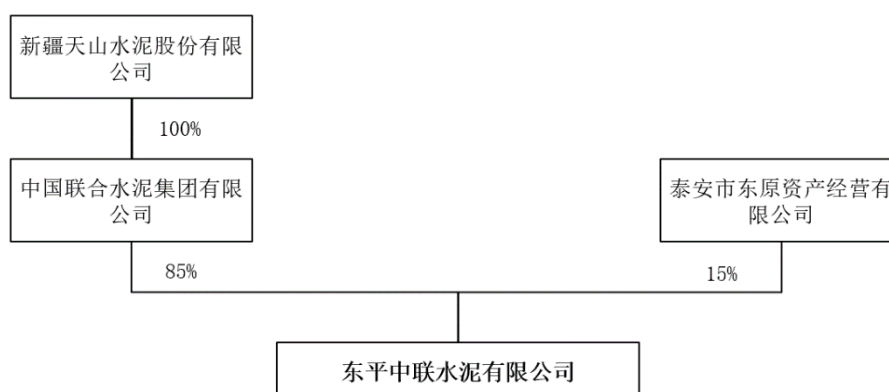 新疆天山水泥股份有限
公司
100%
中国联合水泥集团有限
公司
泰安市东原资产经营有
限公司
85%
15%
东平中联水泥有限公司